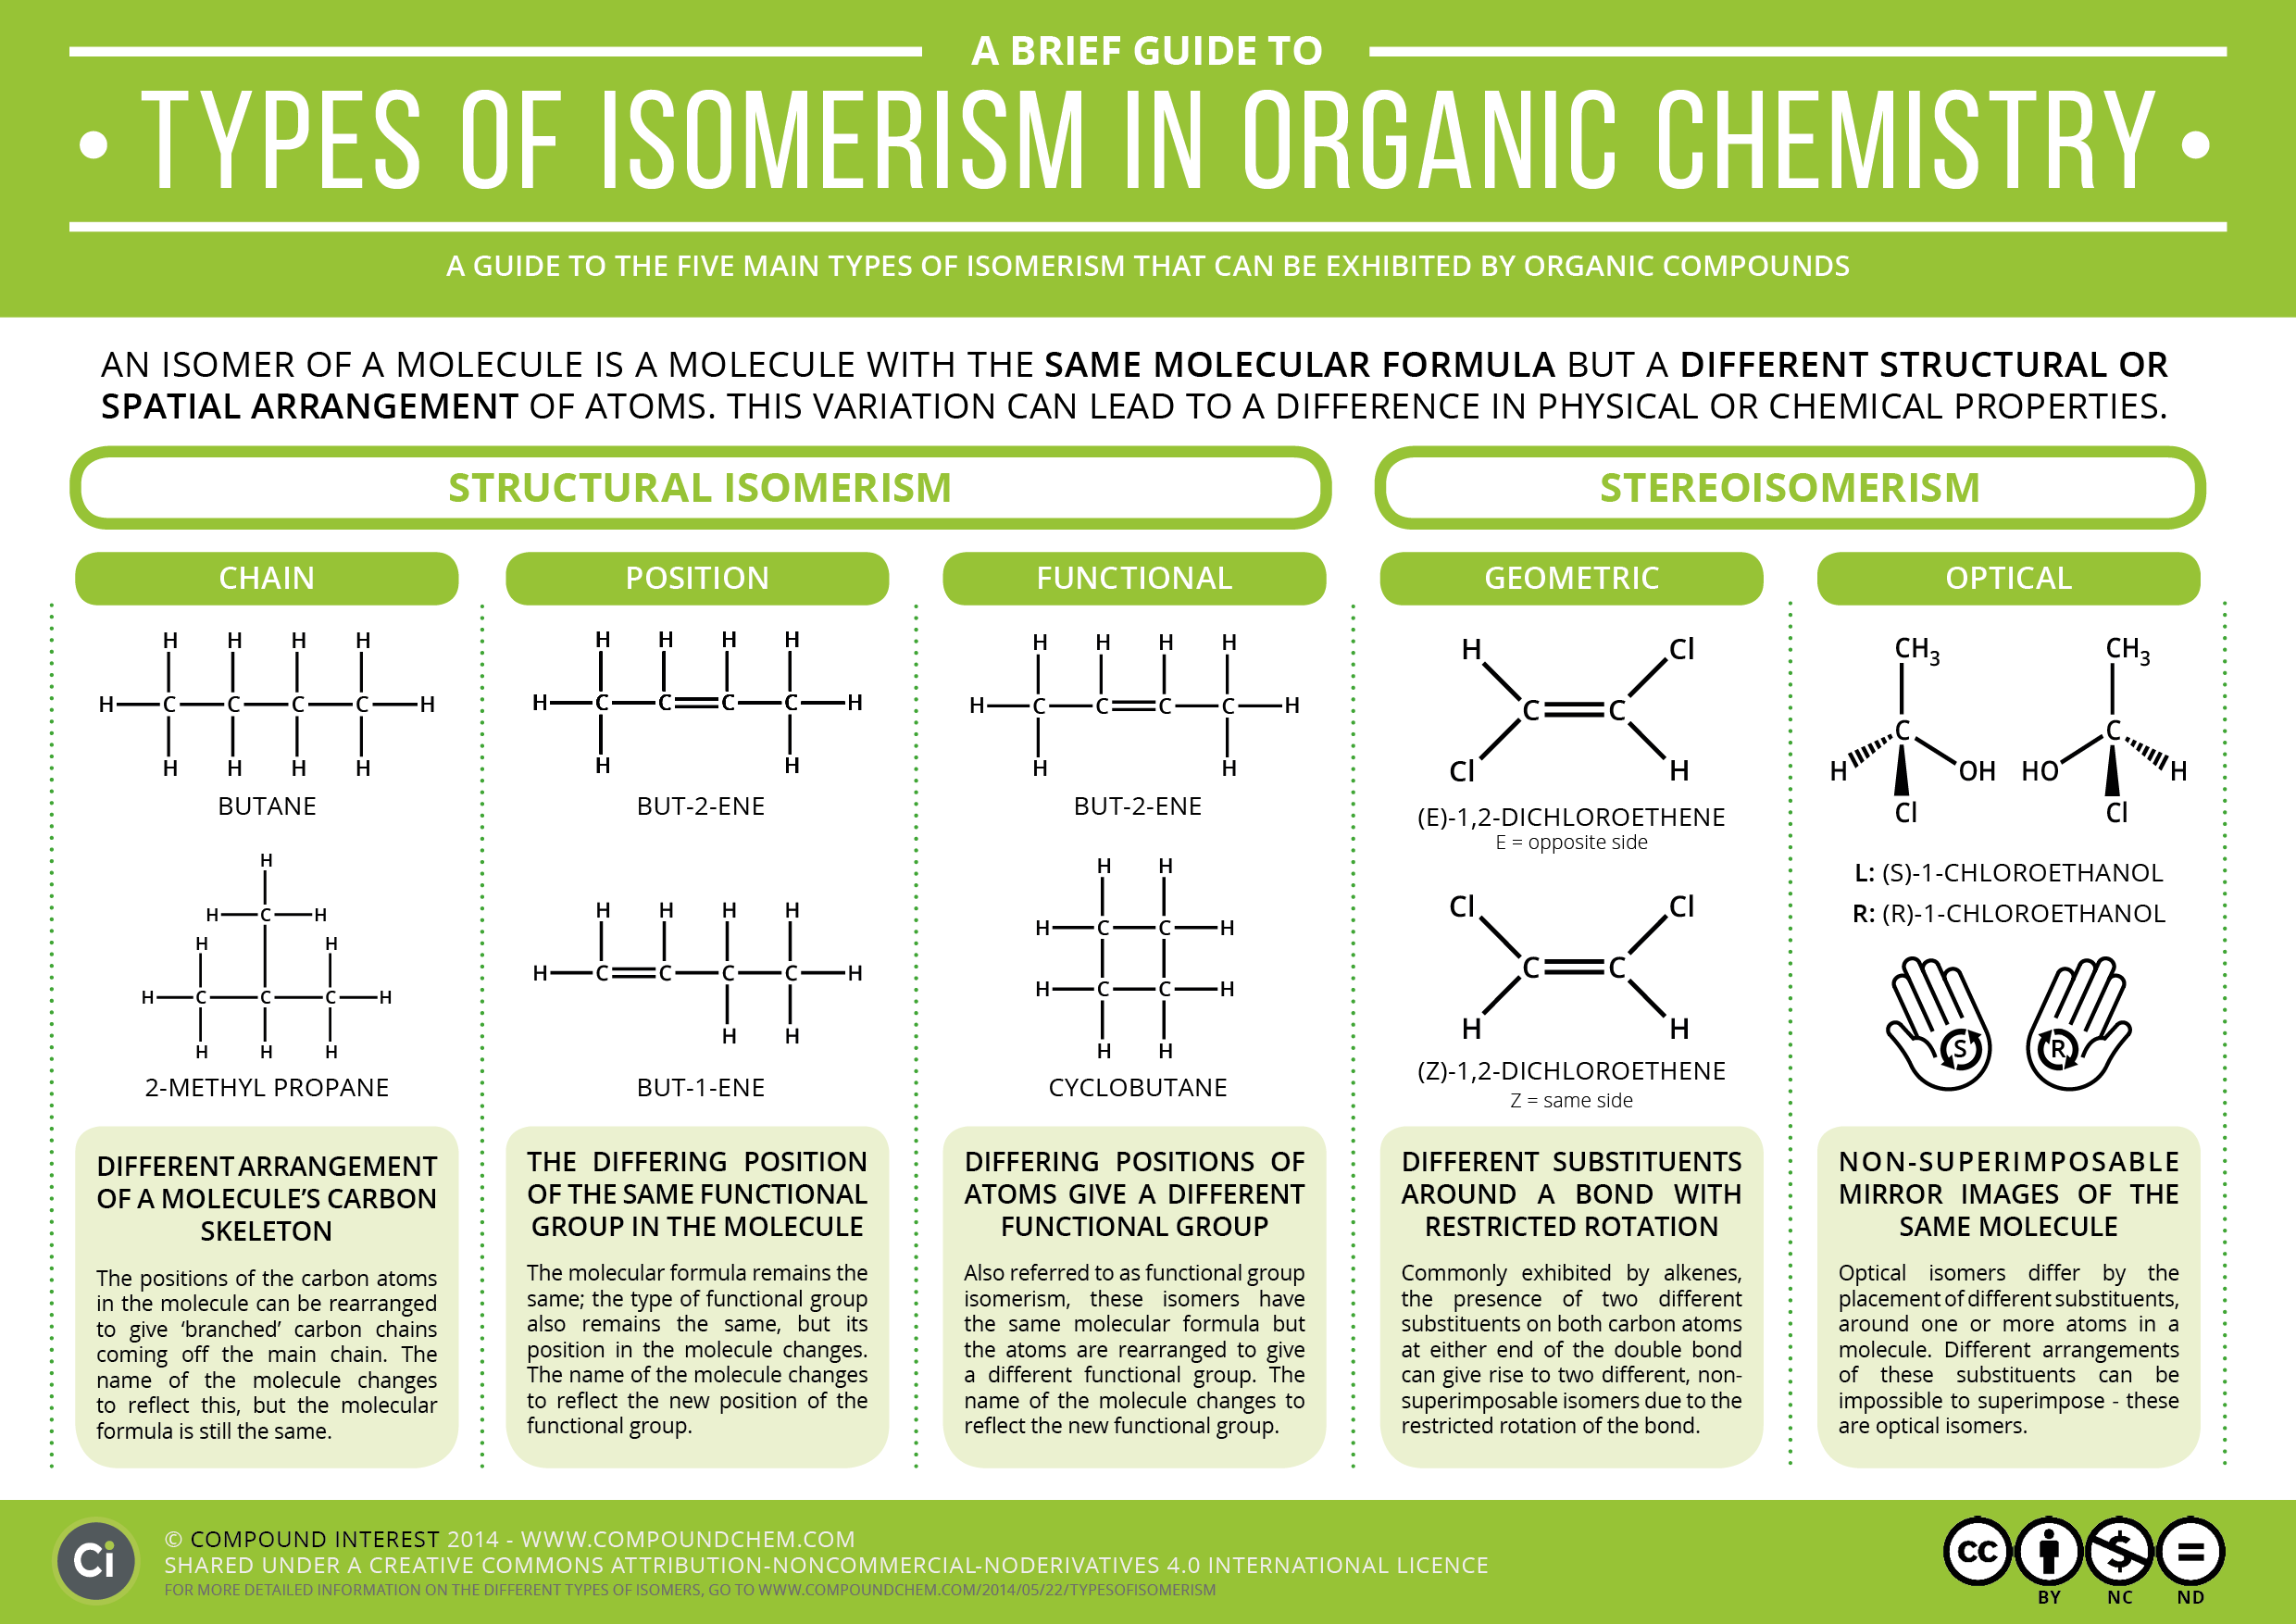 A BRIEF GUIDE TO
• TYPES OF ISOMERISM IN ORGANIC CHEMISTRY •
A GUIDE TO THE FIVE MAIN TYPES OF ISOMERISM THAT CAN BE EXHIBITED BY ORGANIC COMPOUNDS
AN ISOMER OF A MOLECULE IS A MOLECULE WITH THE SAME MOLECULAR FORMULA BUT A DIFFERENT STRUCTURAL OR
SPATIAL ARRANGEMENT OF ATOMS. THIS VARIATION CAN LEAD TO A DIFFERENCE IN PHYSICAL OR CHEMICAL PROPERTIES.
STRUCTURAL ISOMERISM
CHAIN
H H H H
H C C C C H
H H H H
BUTANE
H
H C H
H H
H C C C H
H H H
2-METHYL PROPANE
DIFFERENT ARRANGEMENT
OF A MOLECULE'S CARBON
SKELETON
The positions of the carbon atoms
in the molecule can be rearranged
to give 'branched' carbon chains
coming off the main chain. The
name of the molecule changes
to reflect this, but the molecular
formula is still the same.
POSITION
H H H H
H C C C C H
H H
BUT-2-ENE
H H H H
H C C C C H
H H
BUT-1-ENE
THE DIFFERING POSITION
OF THE SAME FUNCTIONAL
GROUP IN THE MOLECULE
The molecular formula remains the
same; the type of functional group
also remains the same, but its
position in the molecule changes.
The name of the molecule changes
to reflect the new position of the
functional group.
FUNCTIONAL
H H H H
H C C C C H
H H
BUT-2-ENE
H H
H C C H
H C C H
H H
CYCLOBUTANE
DIFFERING POSITIONS OF
ATOMS GIVE A DIFFERENT
FUNCTIONAL GROUP
Also referred to as functional group
isomerism, these isomers have
the same molecular formula but
the atoms are rearranged to give
a different functional group. The
name of the molecule changes to
reflect the new functional group.
STEREOISOMERISM
GEOMETRIC
H Cl
C C
Cl H
(E)-1,2-DICHLOROETHENE
E = opposite side
Cl Cl
C C
H H
(Z)-1,2-DICHLOROETHENE
Z = same side
DIFFERENT SUBSTITUENTS
AROUND A BOND WITH
RESTRICTED ROTATION
Commonly exhibited by alkenes,
the presence of two different
substituents on both carbon atoms
at either end of the double bond
can give rise to two different, non-
superimposable isomers due to the
restricted rotation of the bond.
OPTICAL
CH₃ CH₃
C C
H OH HO H
Cl Cl
L: (S)-1-CHLOROETHANOL
R: (R)-1-CHLOROETHANOL
S R
NON-SUPERIMPOSABLE
MIRROR IMAGES OF THE
SAME MOLECULE
Optical isomers differ by the
placement of different substituents,
around one or more atoms in a
molecule. Different arrangements
of these substituents can be
impossible to superimpose - these
are optical isomers.
Ci
© COMPOUND INTEREST 2014 - WWW.COMPOUNDCHEM.COM
SHARED UNDER A CREATIVE COMMONS ATTRIBUTION-NONCOMMERCIAL-NODERIVATIVES 4.0 INTERNATIONAL LICENCE
FOR MORE DETAILED INFORMATION ON THE DIFFERENT TYPES OF ISOMERS, GO TO WWW.COMPOUNDCHEM.COM/2014/05/22/TYPESOFISOMERISM
CC $ =
BY NC ND